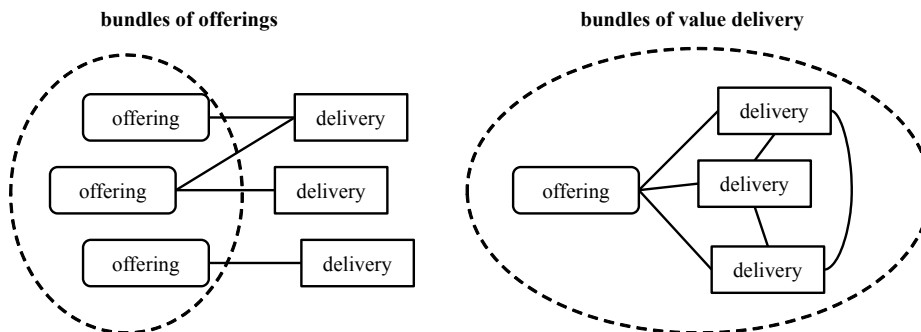 bundles of offerings
offering
delivery
offering
delivery
offering
delivery
bundles of value delivery
delivery
offering
delivery
delivery